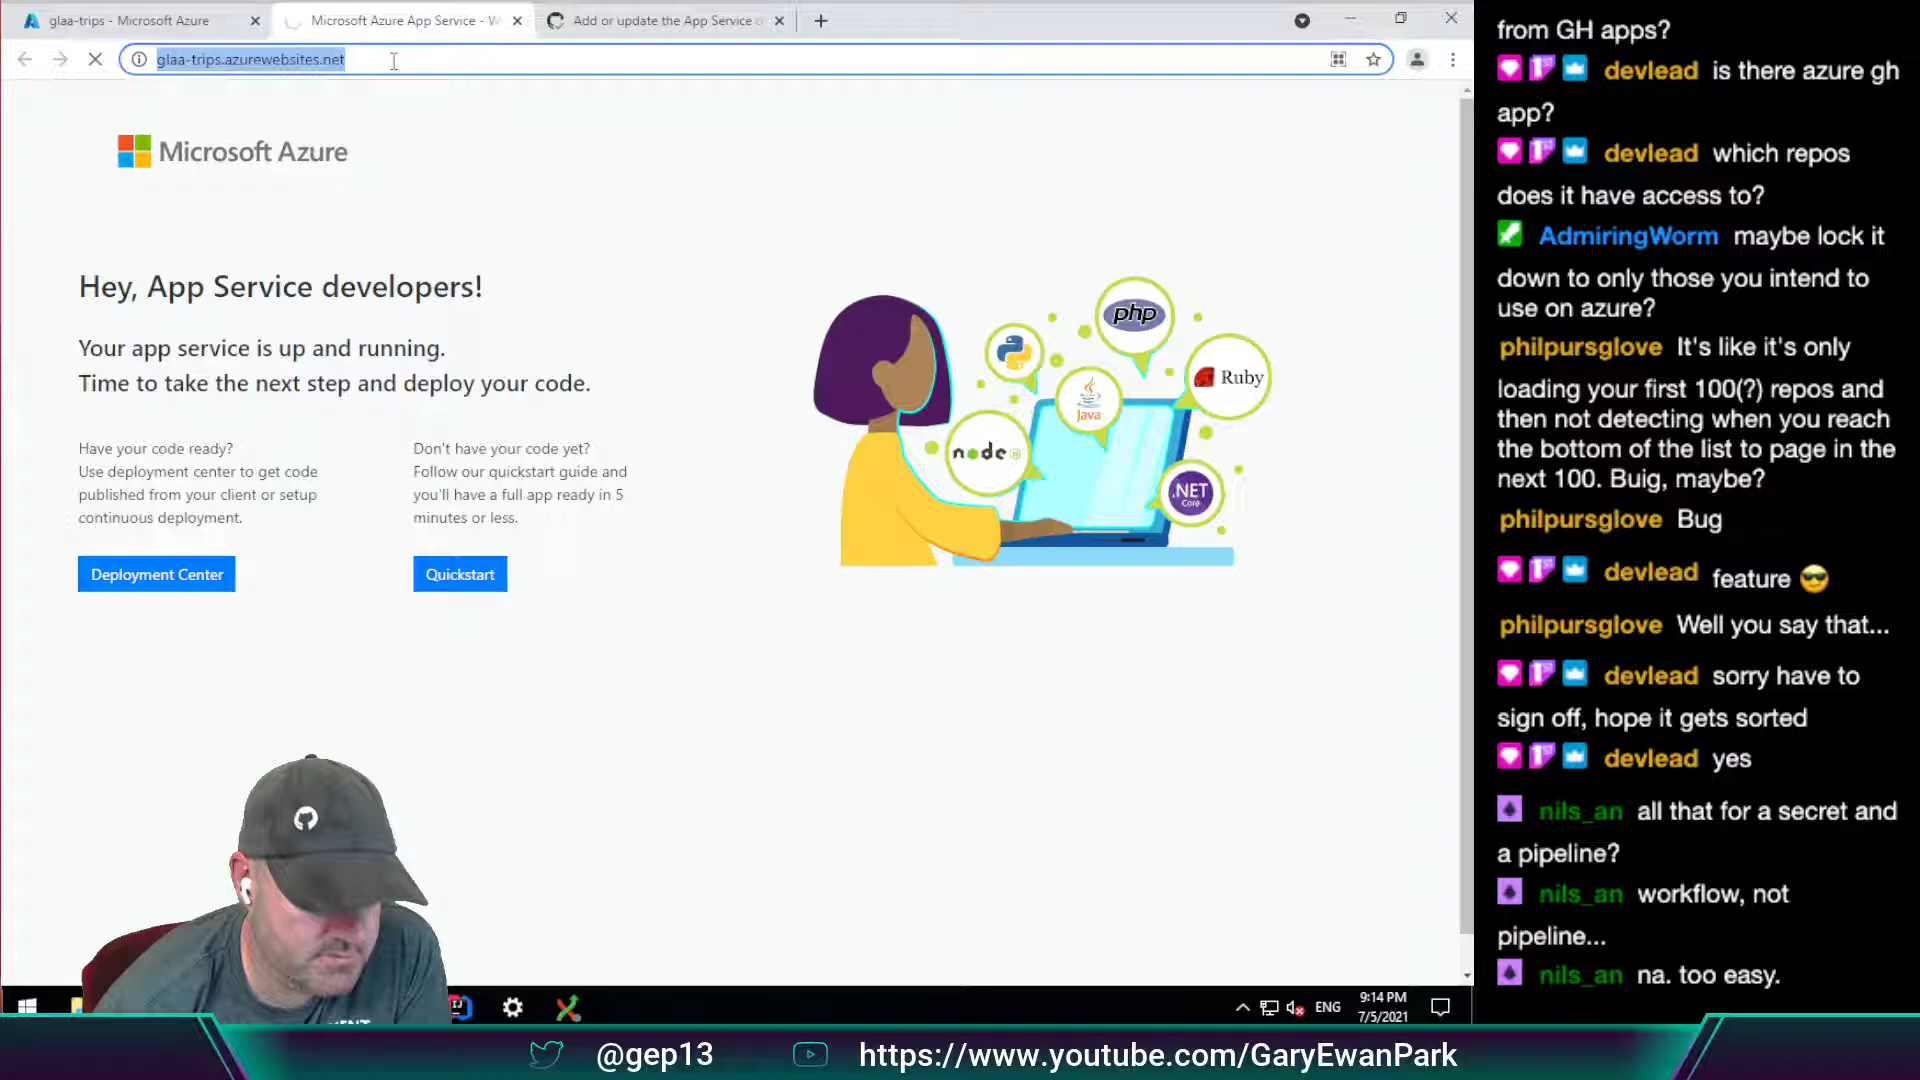 glaa-trips - Microsoft Azure
Microsoft Azure App Service - W
Add or update the App Service
glaa-trips.azurewebsites.net
Microsoft Azure
Hey, App Service developers!
Your app service is up and running.
Time to take the next step and deploy your code.
Have your code ready?
Use deployment center to get code
published from your client or setup
continuous deployment.
Deployment Center
Don't have your code yet?
Follow our quickstart guide and
you'll have a full app ready in 5
minutes or less.
Quickstart
php
Ruby
Java
node
.NET
Core
ENG
9:14 PM
7/5/2021
from GH apps?
devlead is there azure gh
app?
devlead which repos
does it have access to?
AdmiringWorm maybe lock it
down to only those you intend to
use on azure?
philpursglove It's like it's only
loading your first 100(?) repos and
then not detecting when you reach
the bottom of the list to page in the
next 100. Buig, maybe?
philpursglove Bug
devlead feature 😎
philpursglove Well you say that...
devlead sorry have to
sign off, hope it gets sorted
devlead yes
nils_an all that for a secret and
a pipeline?
nils_an workflow, not
pipeline...
nils_an na. too easy.
@gep13
https://www.youtube.com/GaryEwanPark